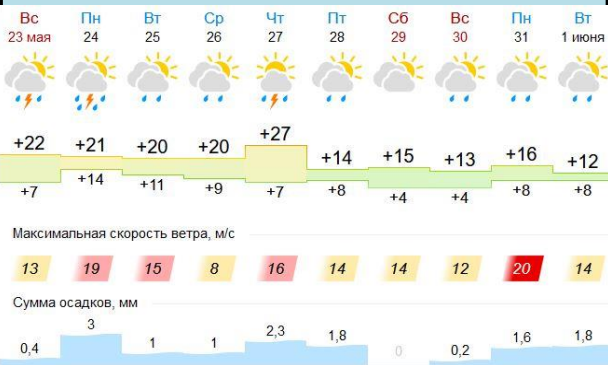 Вс Пн Вт Ср Чт Пт Сб Вс Пн Вт
23 мая 24 25 26 27 28 29 30 31 1 июня
+22 +21 +20 +20 +27 +14 +15 +13 +16 +12
+7 +14 +11 +9 +7 +8 +4 +4 +8 +8
Максимальная скорость ветра, м/с
13 19 15 8 16 14 14 12 20 14
Сумма осадков, мм
0,4 3 1 1 2,3 1,8 0 0,2 1,6 1,8